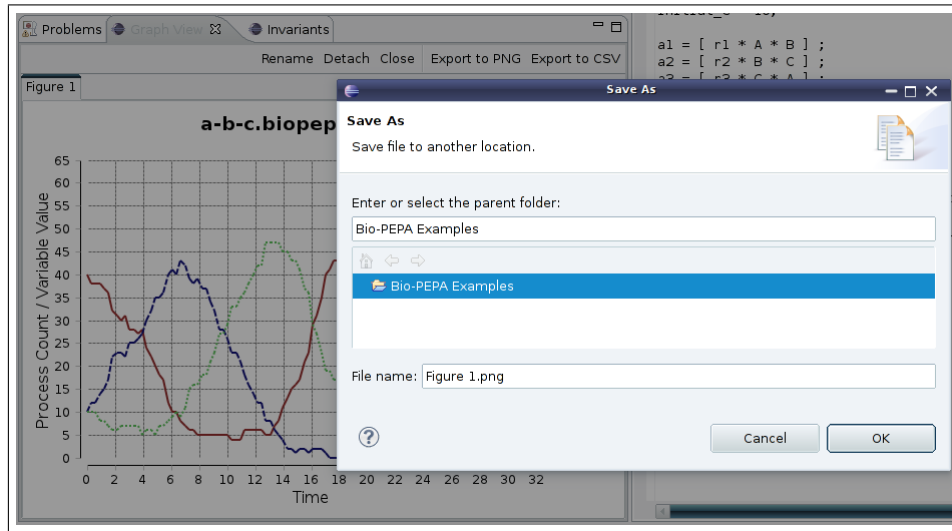 Problems Graph View Invariants
Rename Detach Close Export to PNG Export to CSV
Figure 1
a1 = [ r1 * A * B ] ;
a2 = [ r2 * B * C ] ;
a3 = [ r3 * C * A ] ;
a-b-c.biopep
Process Count / Variable Value
65
60
55
50
45
40
35
30
25
20
15
10
5
0
0 2 4 6 8 10 12 14 16 18 20 22 24 26 28 30 32
Time
Save As
Save As
Save file to another location.
Enter or select the parent folder:
Bio-PEPA Examples
Bio-PEPA Examples
File name: Figure 1.png
?
Cancel OK